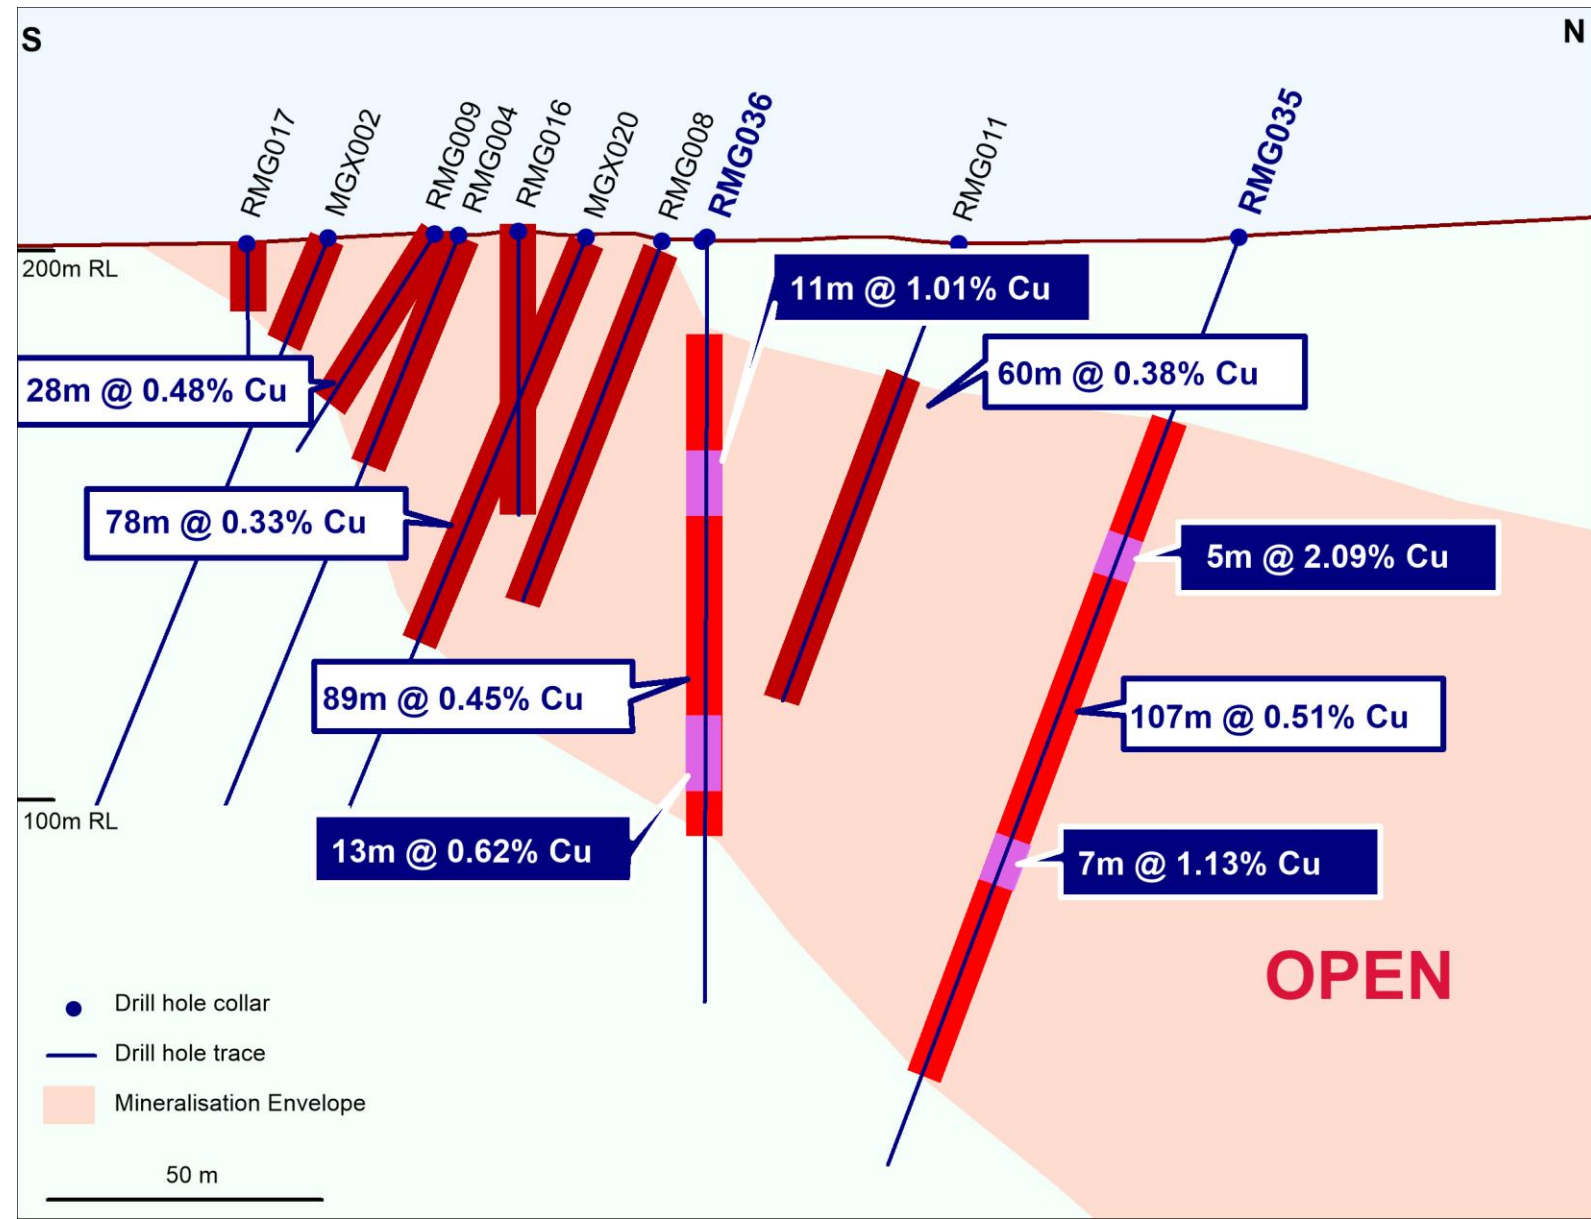 S
N
RMG017
MGX002
RMG009
RMG004
RMG016
MGX020
RMG008
RMG036
RMG011
RMG035
200m RL
11m @ 1.01% Cu
60m @ 0.38% Cu
28m @ 0.48% Cu
78m @ 0.33% Cu
5m @ 2.09% Cu
89m @ 0.45% Cu
107m @ 0.51% Cu
100m RL
13m @ 0.62% Cu
7m @ 1.13% Cu
OPEN
Drill hole collar
Drill hole trace
Mineralisation Envelope
50 m